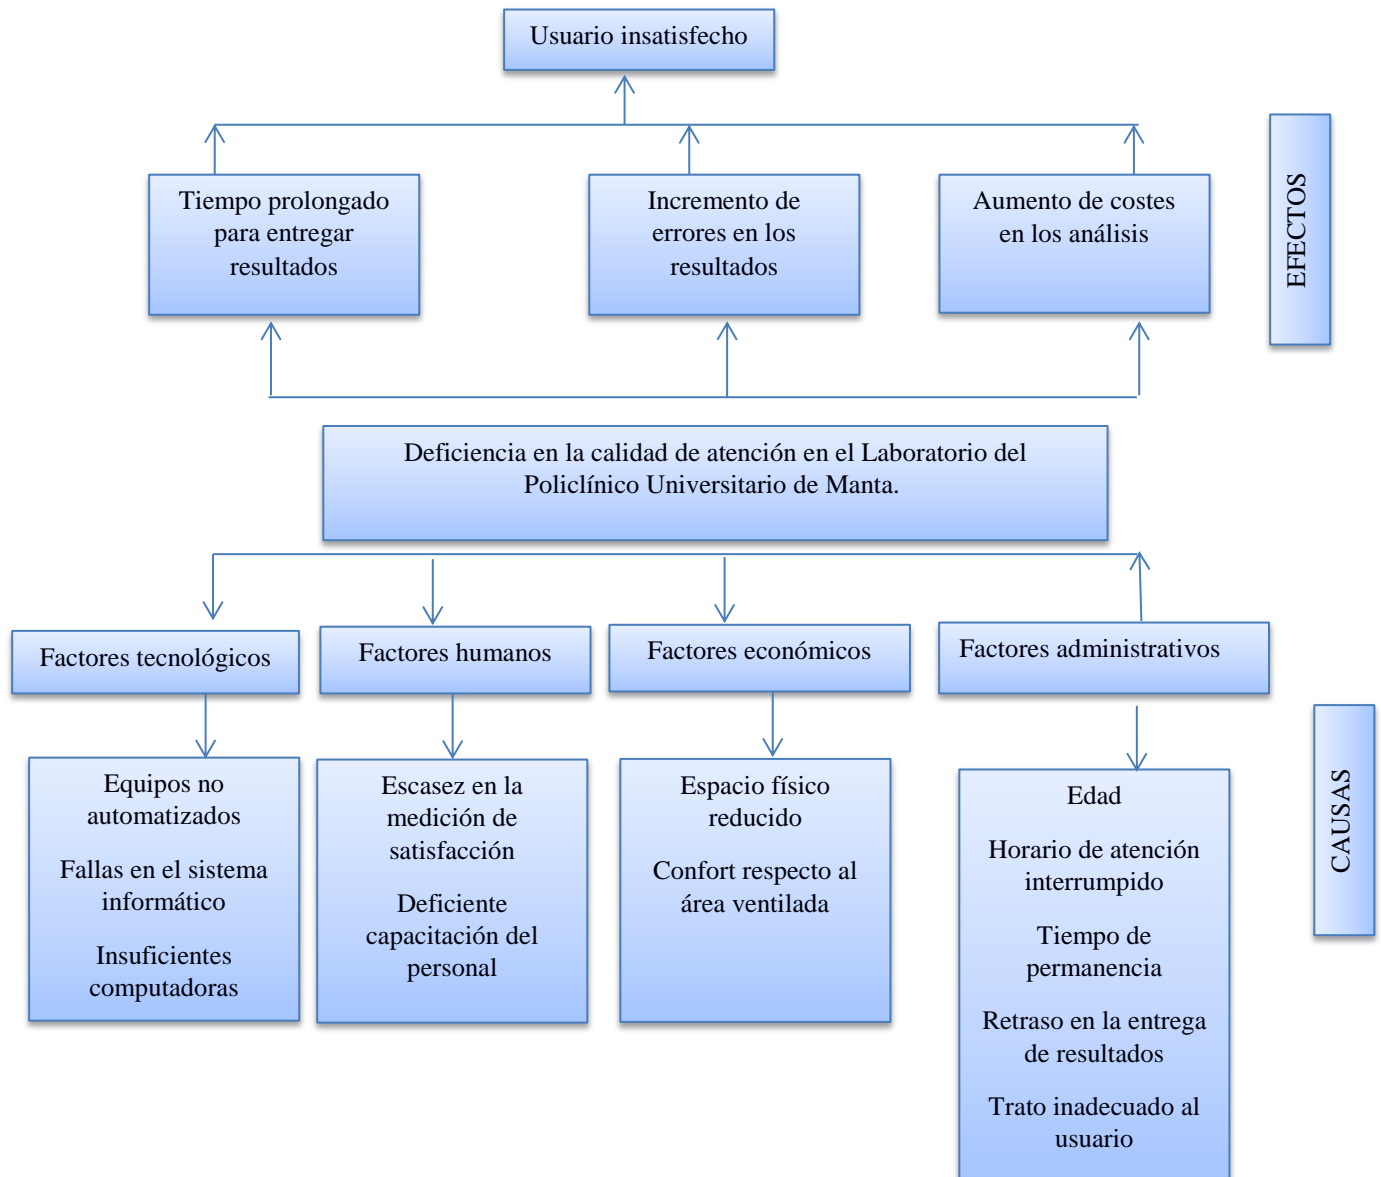 Usuario insatisfecho
Tiempo prolongado
para entregar
resultados
Incremento de
errores en los
resultados
Aumento de costes
en los análisis
EFECTOS
Deficiencia en la calidad de atención en el Laboratorio del
Policlínico Universitario de Manta.
Factores tecnológicos
Factores humanos
Factores económicos
Factores administrativos
Equipos no
automatizados
Fallas en el sistema
informático
Insuficientes
computadoras
Escasez en la
medición de
satisfacción
Deficiente
capacitación del
personal
Espacio físico
reducido
Confort respecto al
área ventilada
Edad
Horario de atención
interrumpido
Tiempo de
permanencia
Retraso en la entrega
de resultados
Trato inadecuado al
usuario
CAUSAS